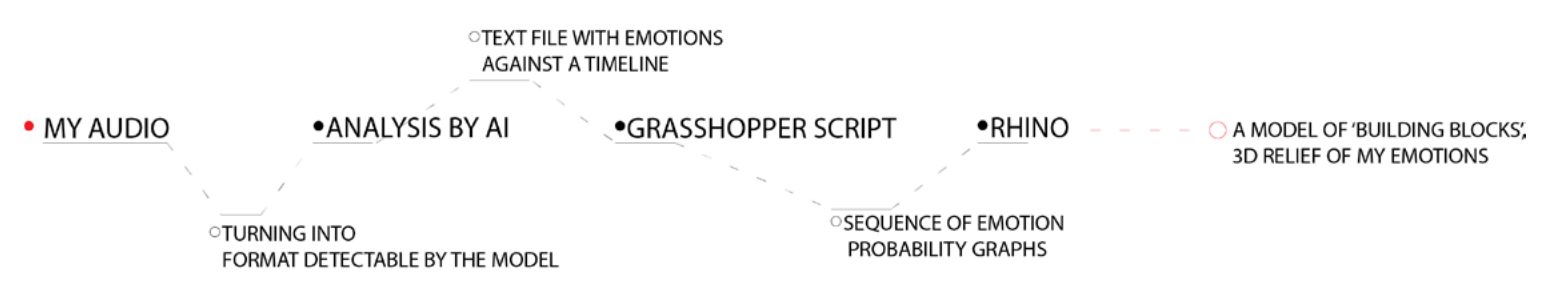 MY AUDIO
TURNING INTO
FORMAT DETECTABLE BY THE MODEL
ANALYSIS BY AI
TEXT FILE WITH EMOTIONS
AGAINST A TIMELINE
GRASSHOPPER SCRIPT
SEQUENCE OF EMOTION
PROBABILITY GRAPHS
RHINO
A MODEL OF 'BUILDING BLOCKS',
3D RELIEF OF MY EMOTIONS